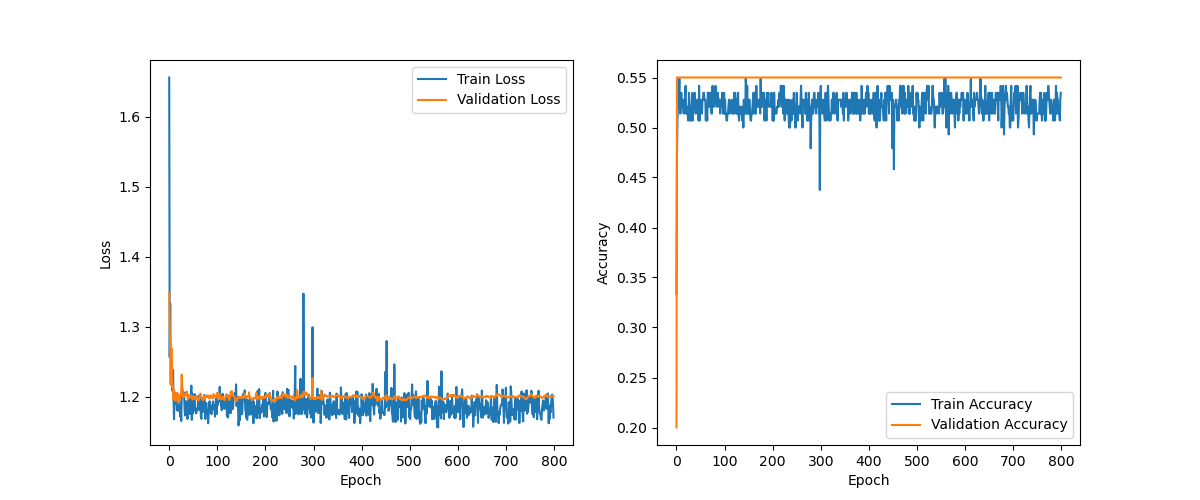 Train Loss
Validation Loss
1.6
1.5
1.4
1.3
1.2
Loss
0 100 200 300 400 500 600 700 800
Epoch
0.55
0.50
0.45
0.40
0.35
0.30
0.25
0.20
Accuracy
Train Accuracy
Validation Accuracy
0 100 200 300 400 500 600 700 800
Epoch